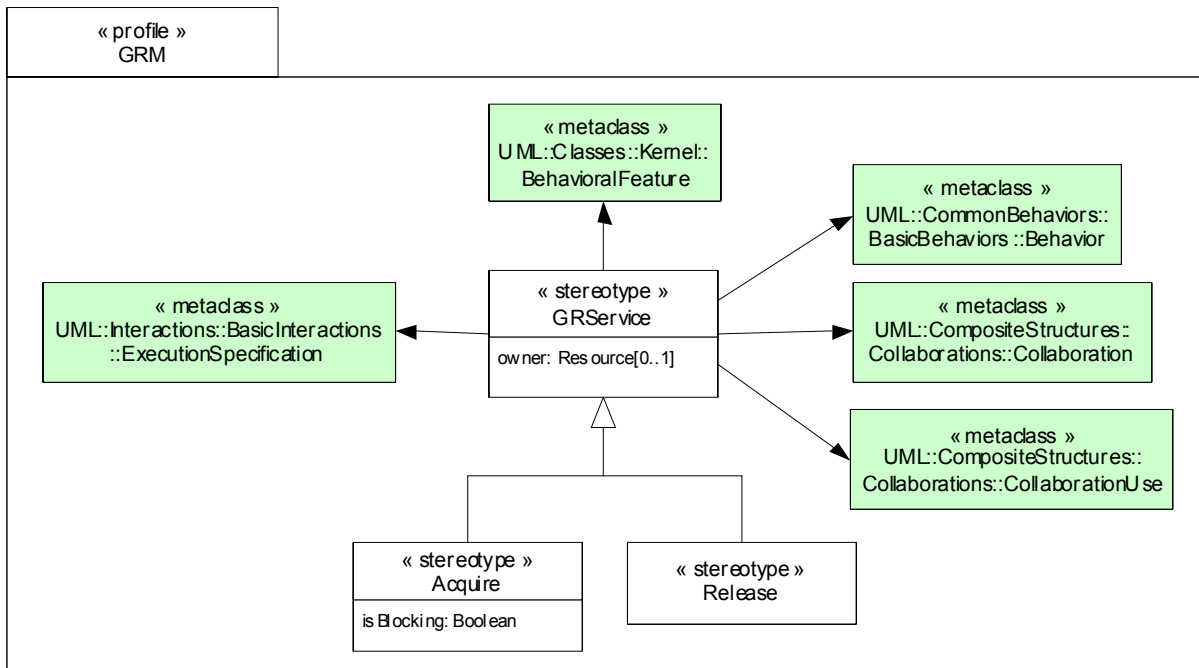 « profile »
GRM
« metaclass »
UML::Classes::Kernel::
BehavioralFeature
« metaclass »
UML::CommonBehaviors::
BasicBehaviors::Behavior
« metaclass »
UML::Interactions::BasicInteractions
::ExecutionSpecification
« stereotype »
GRService
owner: Resource[0..1]
« metaclass »
UML::CompositeStructures::
Collaborations::Collaboration
« metaclass »
UML::CompositeStructures::
Collaborations::CollaborationUse
« stereotype »
Acquire
isBlocking: Boolean
« stereotype »
Release